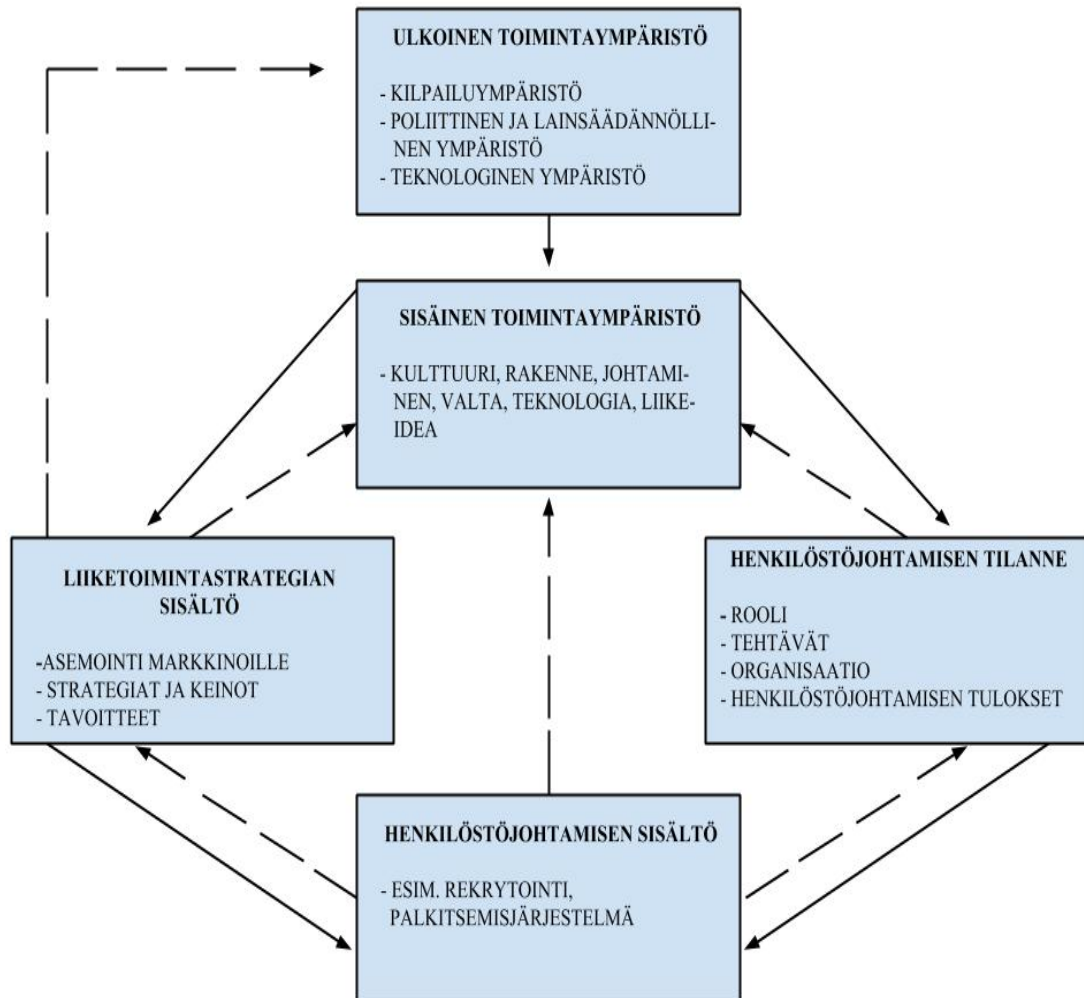 ULKOINEN TOIMINTAYMPÄRISTÖ
- KILPAILUYMPÄRISTÖ
- POLIITTINEN JA LAINSÄÄDÄNNÖLLI-
NEN YMPÄRISTÖ
- TEKNOLOGINEN YMPÄRISTÖ
SISÄINEN TOIMINTAYMPÄRISTÖ
- KULTTUURI, RAKENNE, JOHTAMI-
NEN, VALTA, TEKNOLOGIA, LIIKE-
IDEA
LIIKETOIMINTASTRATEGIAN
SISÄLTÖ
-ASEMOINTI MARKKINOILLE
- STRATEGIAT JA KEINOT
- TAVOITTEET
HENKILÖSTÖJOHTAMISEN TILANNE
- ROOLI
- TEHTÄVÄT
- ORGANISAATIO
- HENKILÖSTÖJOHTAMISEN TULOKSET
HENKILÖSTÖJOHTAMISEN SISÄLTÖ
- ESIM. REKRYTOINTI,
PALKITSEMISJÄRJESTELMÄ